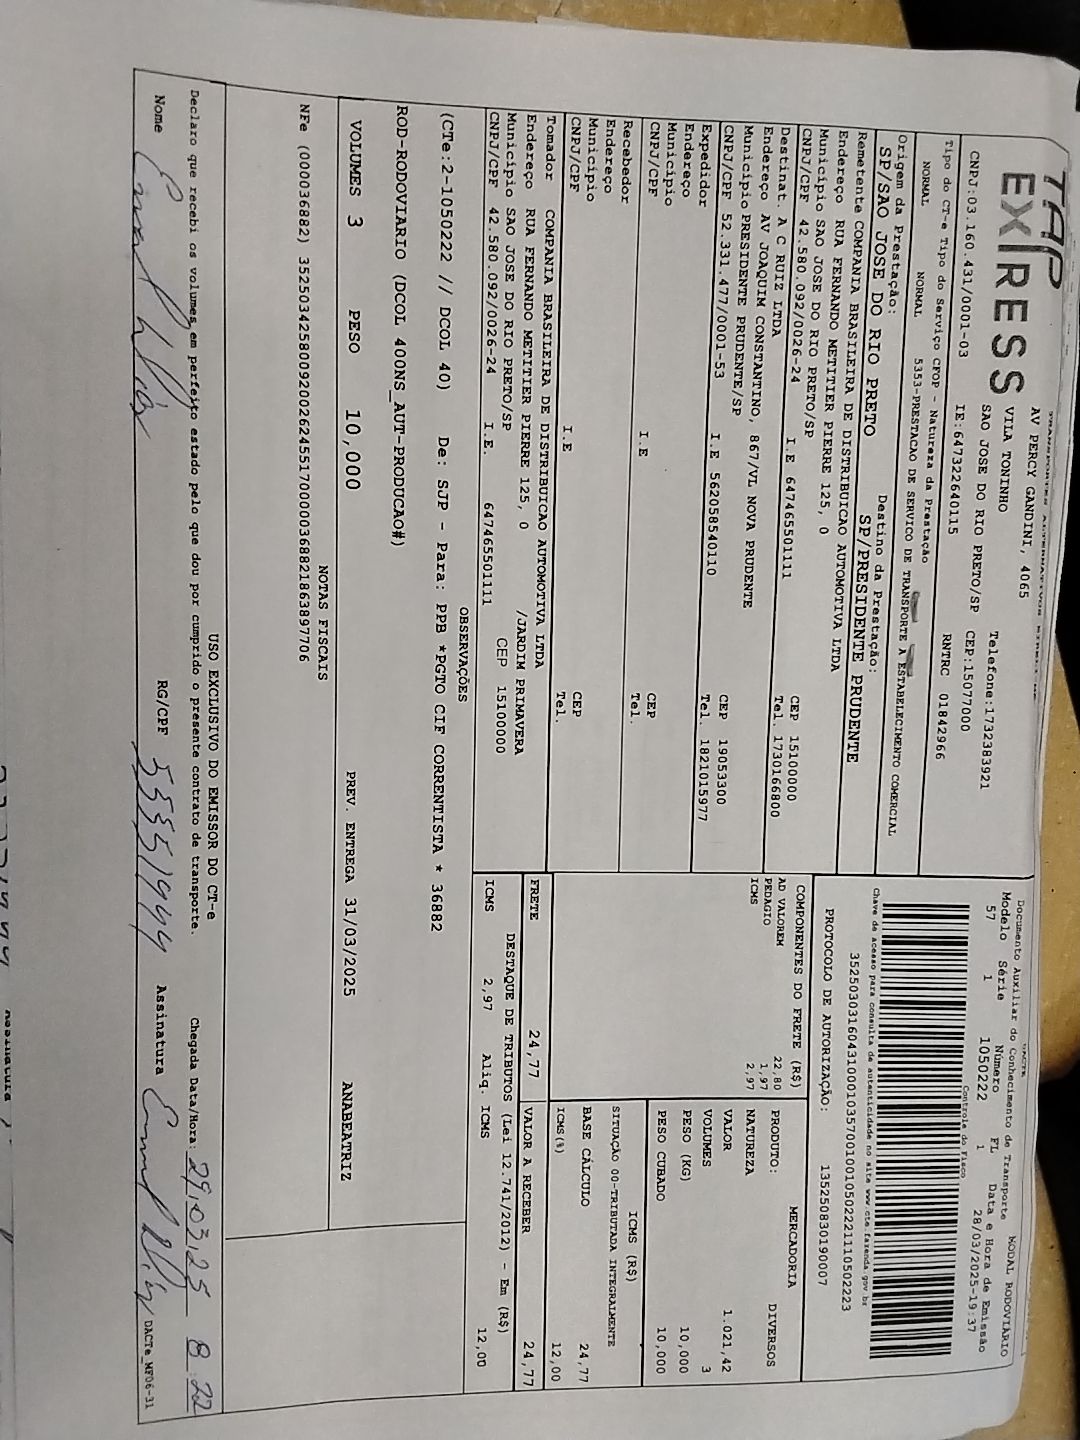 TAP
EXPRESS
AV PERCY GANDINI, 4065
VILA TONINHO
SAO JOSE DO RIO PRETO/SP
Telefone:1732383921
CEP:15077000
CNPJ:03.160.431/0001-03 IE:647322640115 RNTRC 01842966
Tipo do CT-e Tipo do Serviço CFOP - Natureza da Prestação
NORMAL NORMAL 5353-PRESTACAO DE SERVICO DE TRANSPORTE A ESTABELECIMENTO COMERCIAL
Origem da Prestação: Destino da Prestação:
SP/SAO JOSE DO RIO PRETO SP/PRESIDENTE PRUDENTE
Remetente COMPANIA BRASILEIRA DE DISTRIBUICAO AUTOMOTIVA LTDA
Endereço RUA FERNANDO METITIER PIERRE 125, 0
Município SAO JOSE DO RIO PRETO/SP CEP 15100000
CNPJ/CPF 42.580.092/0026-24 I.E 647465501111 Tel. 1730166800
Destinat. A C RUIZ LTDA
Endereço AV JOAQUIM CONSTANTINO, 867/VL NOVA PRUDENTE
Município PRESIDENTE PRUDENTE/SP CEP 19053300
CNPJ/CPF 52.331.477/0001-53 I.E 562058540110 Tel. 1821015977
Expedidor
Endereço
Município CEP
CNPJ/CPF I.E Tel.
Recebedor
Endereço
Município CEP
CNPJ/CPF I.E Tel.
Tomador COMPANIA BRASILEIRA DE DISTRIBUICAO AUTOMOTIVA LTDA
Endereço RUA FERNANDO METITIER PIERRE 125, 0 /JARDIM PRIMAVERA
Município SAO JOSE DO RIO PRETO/SP CEP 15100000
CNPJ/CPF 42.580.092/0026-24 I.E. 647465501111
DACTE
Documento Auxiliar do Conhecimento de Transporte MODAL RODOVIÁRIO
Modelo Série Número FL Data e Hora de Emissão
57 1 1050222 1 28/03/2025-19:37
Controle do Fisco
Chave de acesso para consulta de autenticidade no site www.cte.fazenda.gov.br
35250303160431000103570010010502221110502223
PROTOCOLO DE AUTORIZAÇÃO: 135250830190007
COMPONENTES DO FRETE (R$)
AD VALOREM 22,80
PEDAGIO 1,97
ICMS 2,97
MERCADORIA
PRODUTO: DIVERSOS
NATUREZA
VALOR 1.021,42
VOLUMES 3
PESO (KG) 10,000
PESO CUBADO 10,000
ICMS (R$)
SITUAÇÃO 00-TRIBUTADA INTEGRALMENTE
BASE CÁLCULO 24,77
ICMS(%) 12,00
FRETE 24,77 VALOR A RECEBER 24,77
DESTAQUE DE TRIBUTOS (Lei 12.741/2012) - Em (R$)
ICMS 2,97 Aliq. ICMS 12,00
OBSERVAÇÕES
(CTe:2-1050222 // DCOL 40) De: SJP - Para: PPB *PGTO CIF CORRENTISTA * 36882
ROD-RODOVIARIO (DCOL 400NS_AUT-PRODUCAO#)
VOLUMES 3 PESO 10,000 PREV. ENTREGA 31/03/2025 ANABEATRIZ
NOTAS FISCAIS
NFe (000036882) 35250342580092002624551700000368821863897706
USO EXCLUSIVO DO EMISSOR DO CT-e
Declaro que recebi os volumes em perfeito estado pelo que dou por cumprido o presente contrato de transporte. Chegada Data/Hora: 29.03.25 8:22
Nome RG/CPF Assinatura DACTe_MF06-31